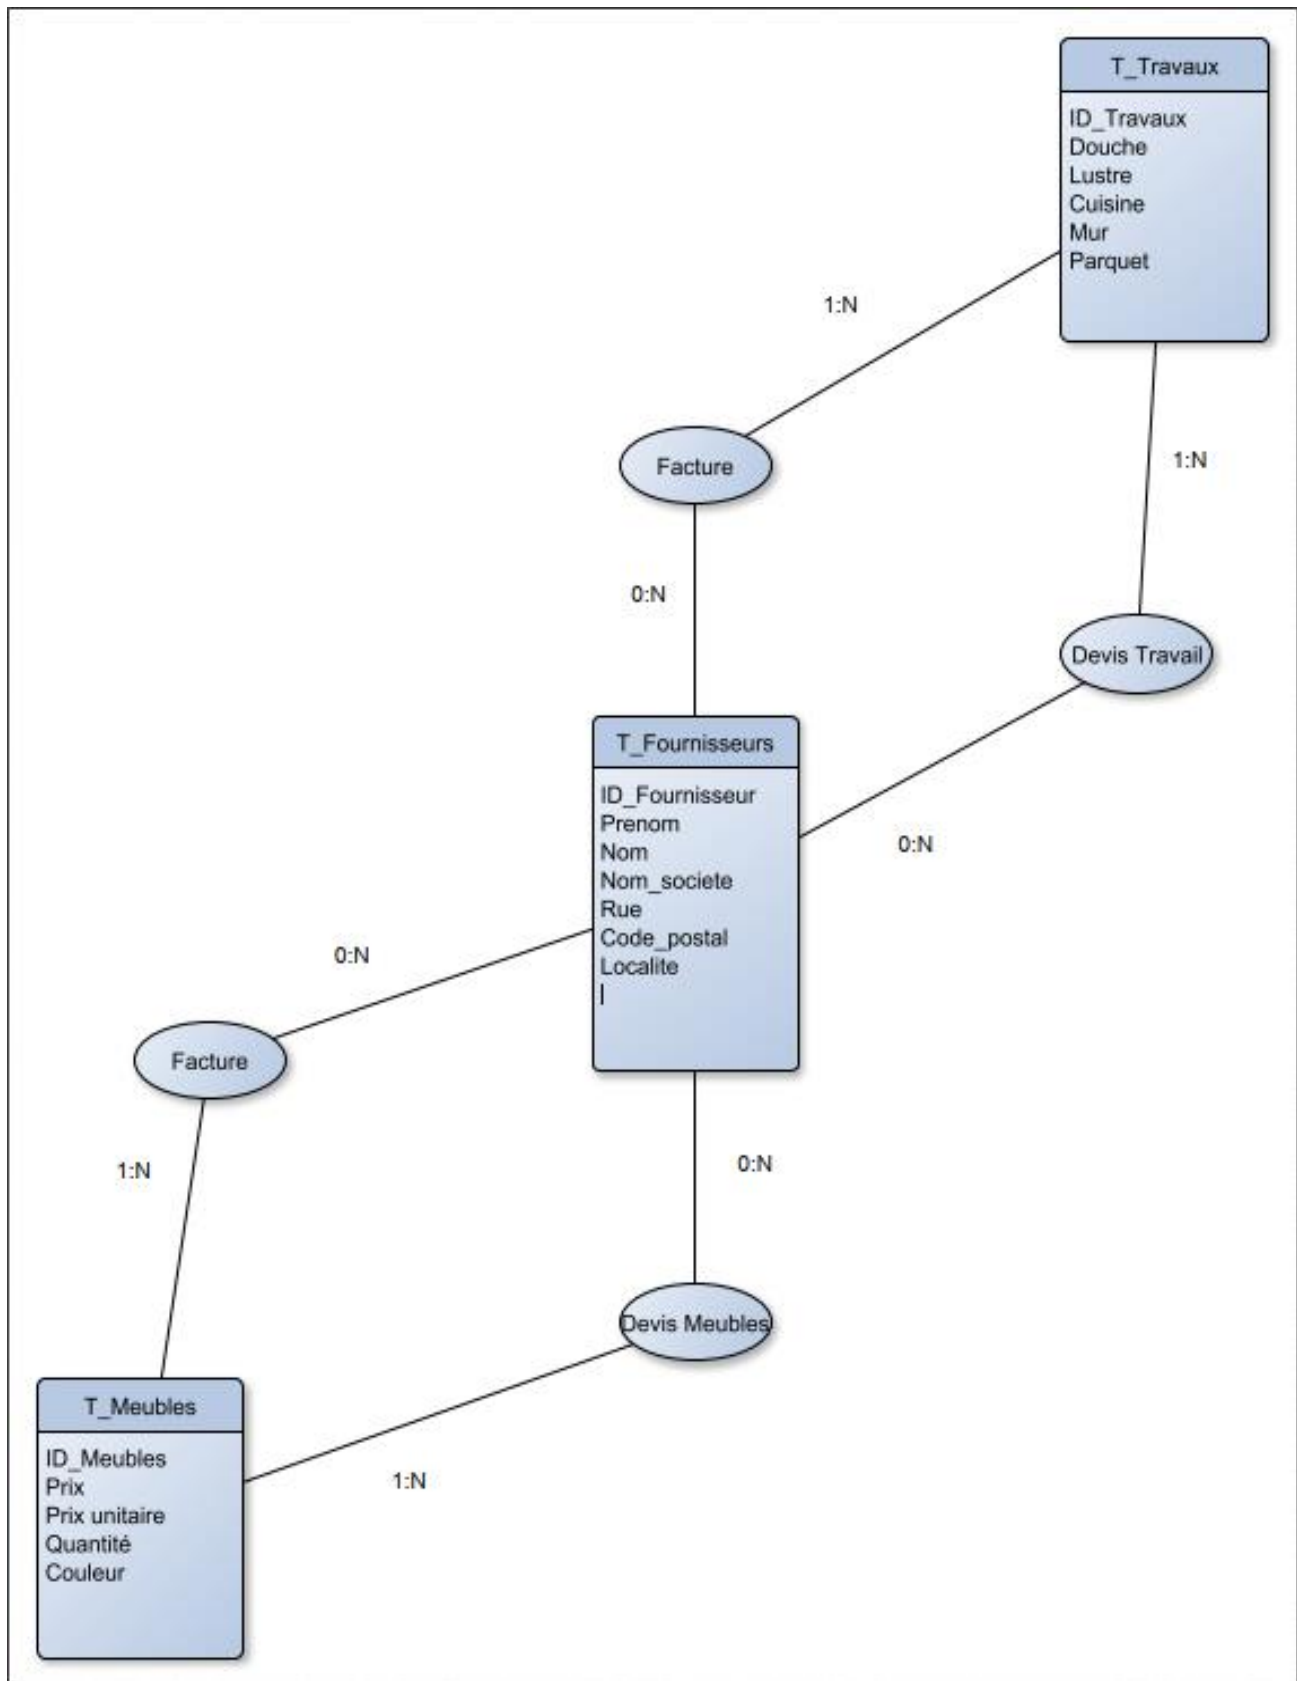 T_Travaux
ID_Travaux
Douche
Lustre
Cuisine
Mur
Parquet
1:N
Facture
1:N
0:N
Devis Travail
T_Fournisseurs
ID_Fournisseur
Prenom
Nom
Nom_societe
Rue
Code_postal
Localite
0:N
0:N
Facture
1:N
0:N
Devis Meubles
T_Meubles
ID_Meubles
Prix
Prix unitaire
Quantité
Couleur
1:N